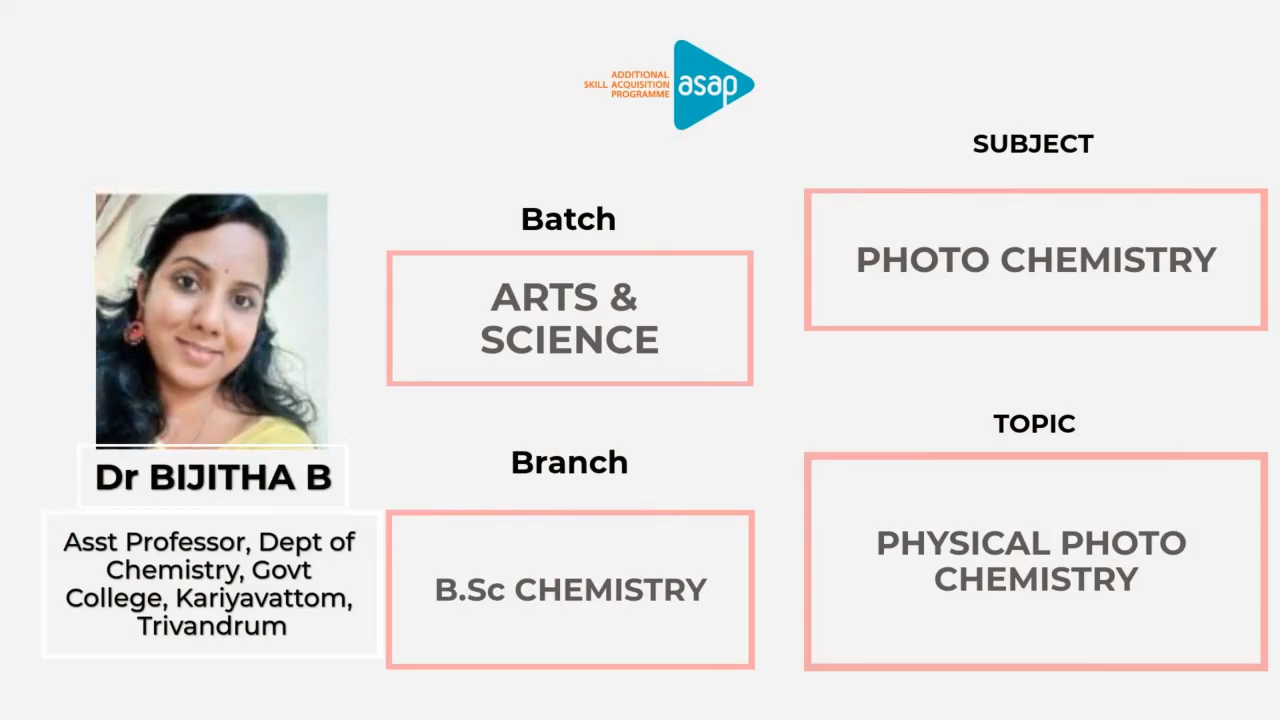 ADDITIONAL
SKILL ACQUISITION
PROGRAMME
asap
Dr BIJITHA B
Asst Professor, Dept of
Chemistry, Govt
College, Kariyavattom,
Trivandrum
Batch
ARTS &
SCIENCE
Branch
B.Sc CHEMISTRY
SUBJECT
PHOTO CHEMISTRY
TOPIC
PHYSICAL PHOTO
CHEMISTRY